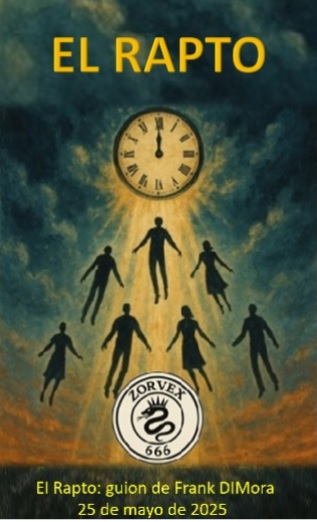 EL RAPTO
ZORVEX
666
El Rapto: guion de Frank DIMora
25 de mayo de 2025